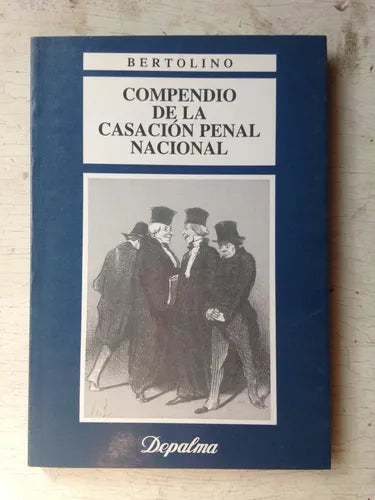 BERTOLINO
COMPENDIO
DE LA
CASACIÓN PENAL
NACIONAL
Depalma